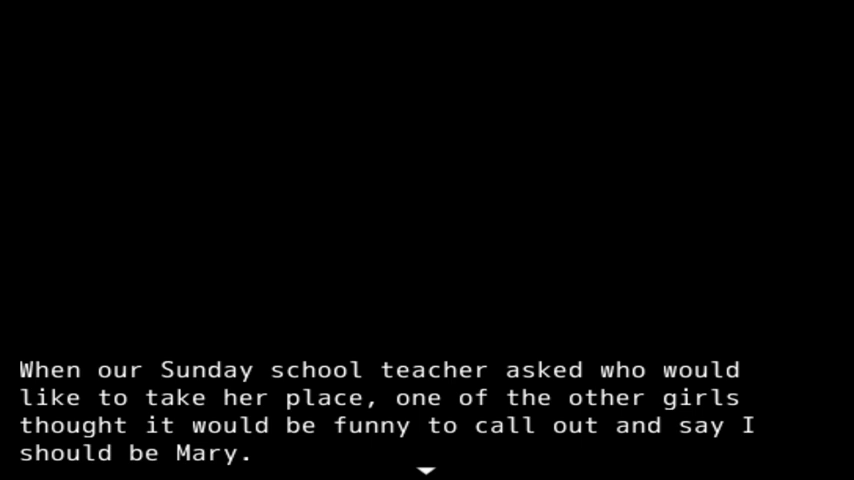 When our Sunday school teacher asked who would
like to take her place, one of the other girls
thought it would be funny to call out and say I
should be Mary.